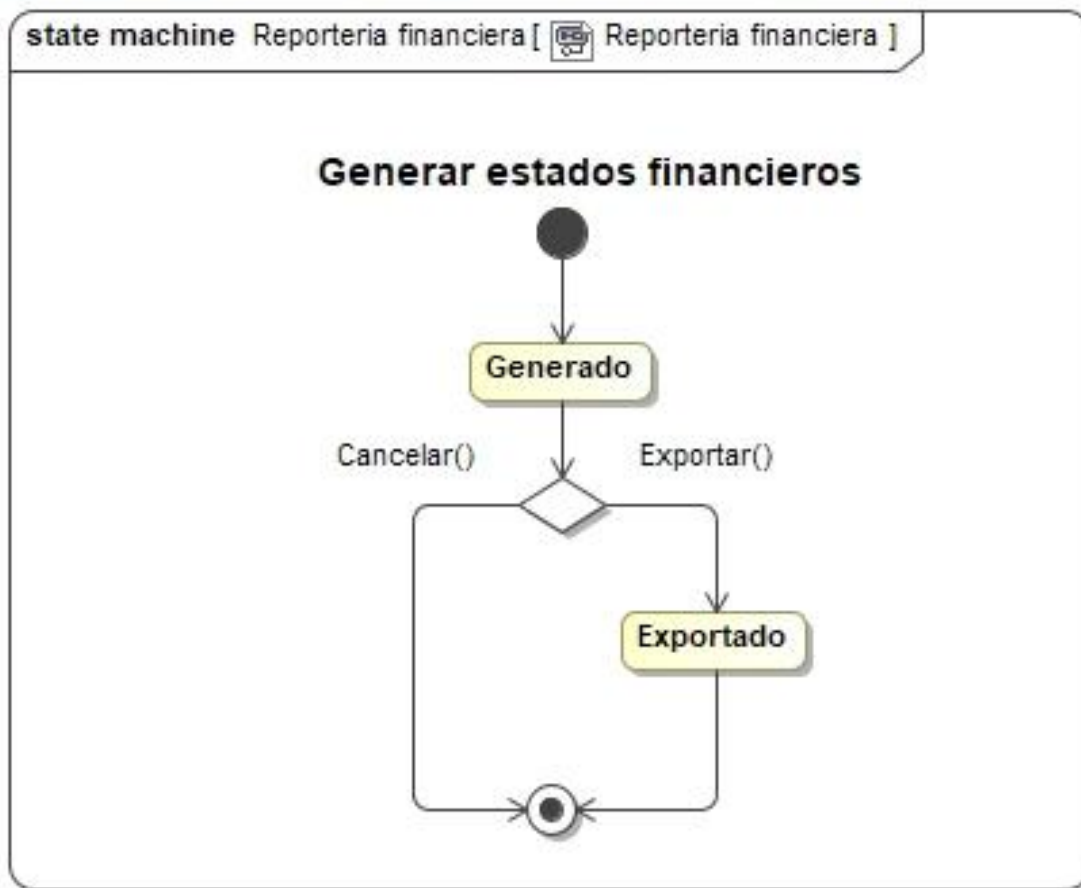 state machine Reporteria financiera [ Reporteria financiera ]
Generar estados financieros
Generado
Cancelar() Exportar()
Exportado